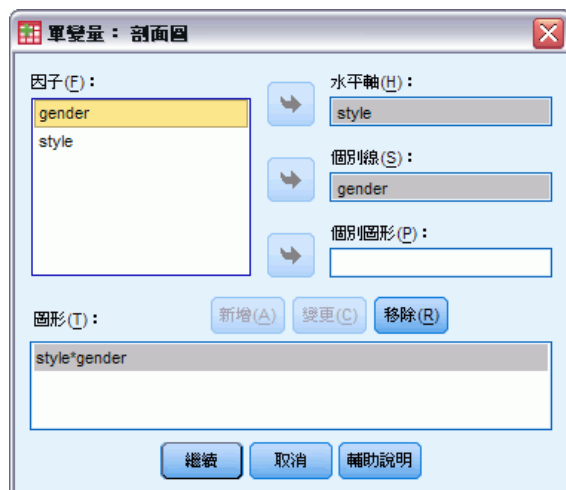 單變量： 剖面圖
因子(F)：
gender
style
水平軸(H)：
style
個別線(S)：
gender
個別圖形(P)：
圖形(T)：
新增(A)
變更(C)
移除(R)
style*gender
繼續
取消
輔助說明